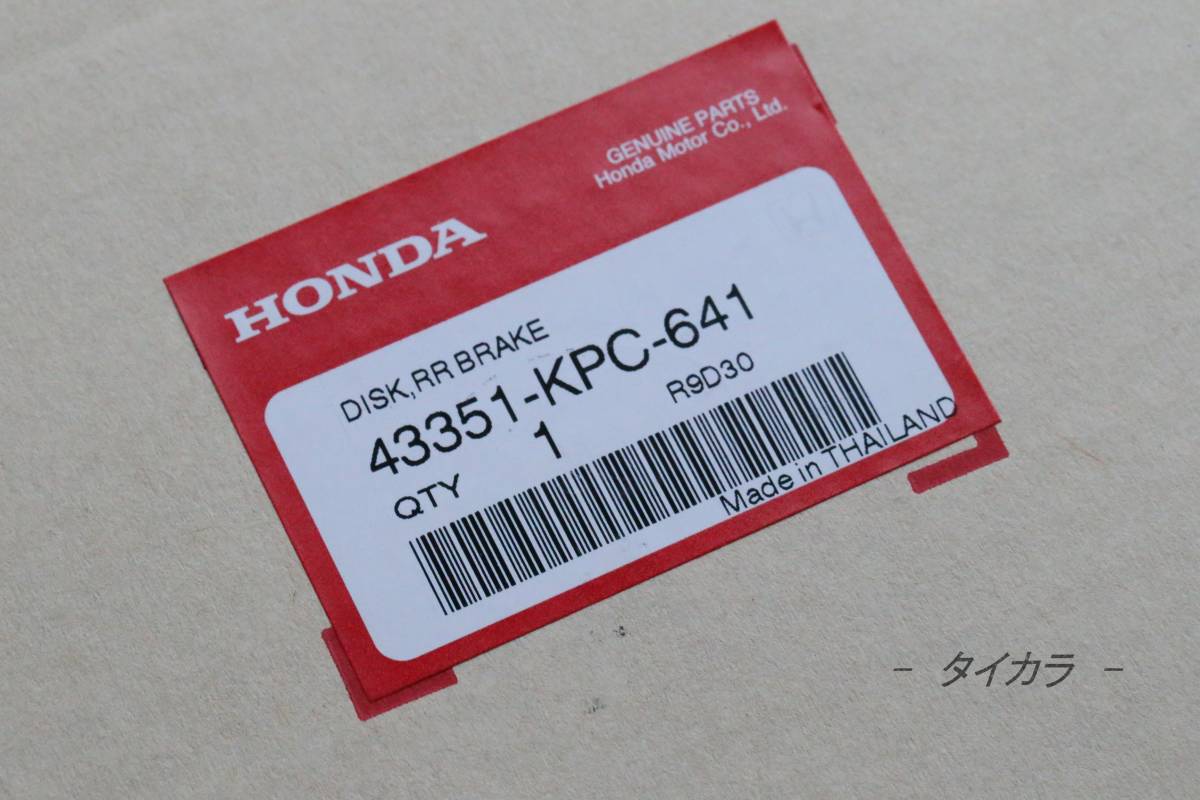 GENUINE PARTS
Honda Motor Co., Ltd.
HONDA
DISK,RR BRAKE
43351-KPC-641
QTY 1 R9D30
Made in THAILAND
- タイカラ -